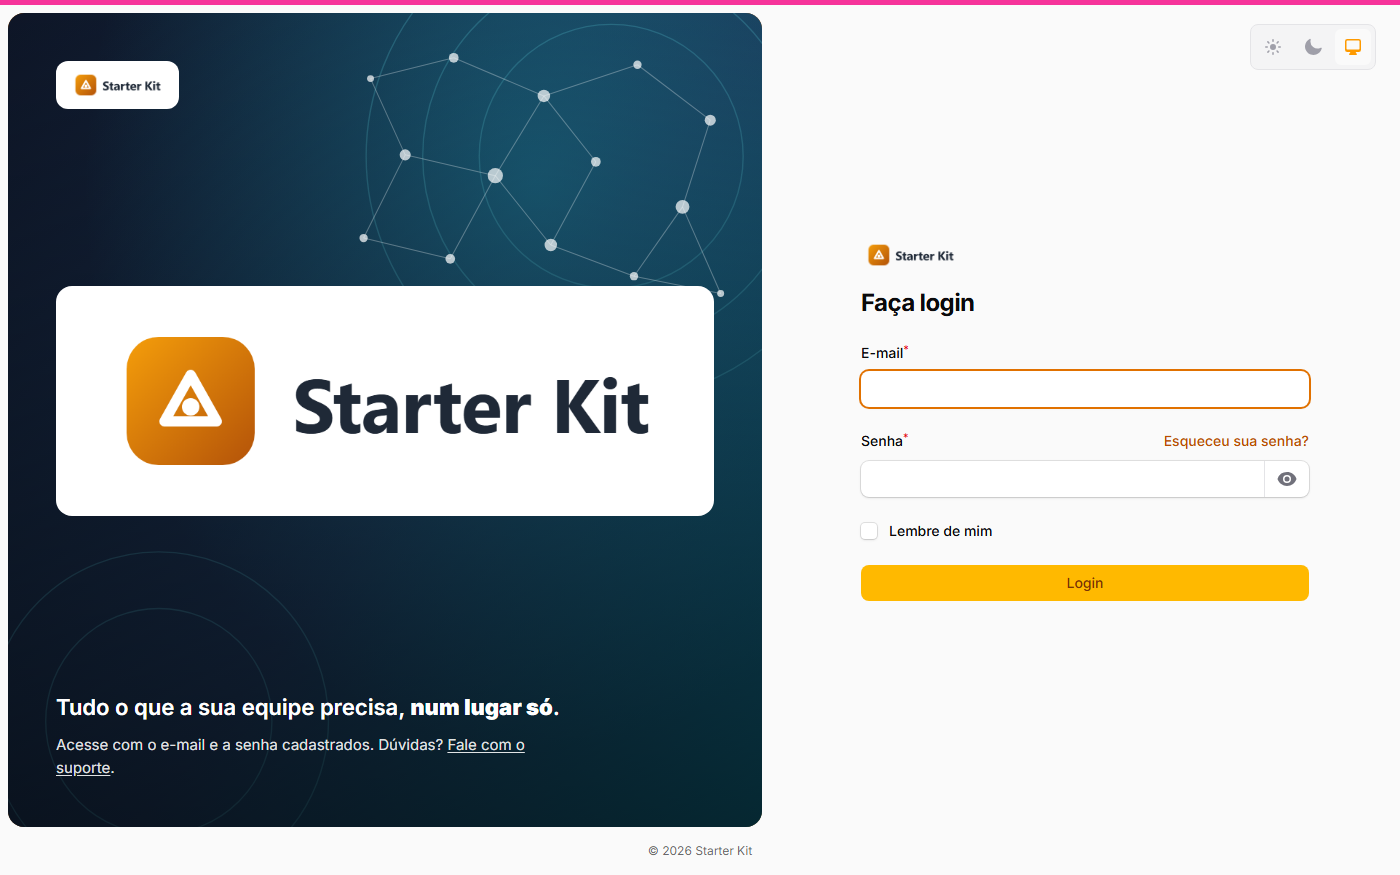 Starter Kit
Starter Kit
Tudo o que a sua equipe precisa, num lugar só.
Acesse com o e-mail e a senha cadastrados. Dúvidas? Fale com o
suporte.
Starter Kit
Faça login
E-mail*
Senha*
Esqueceu sua senha?
Lembre de mim
Login
© 2026 Starter Kit